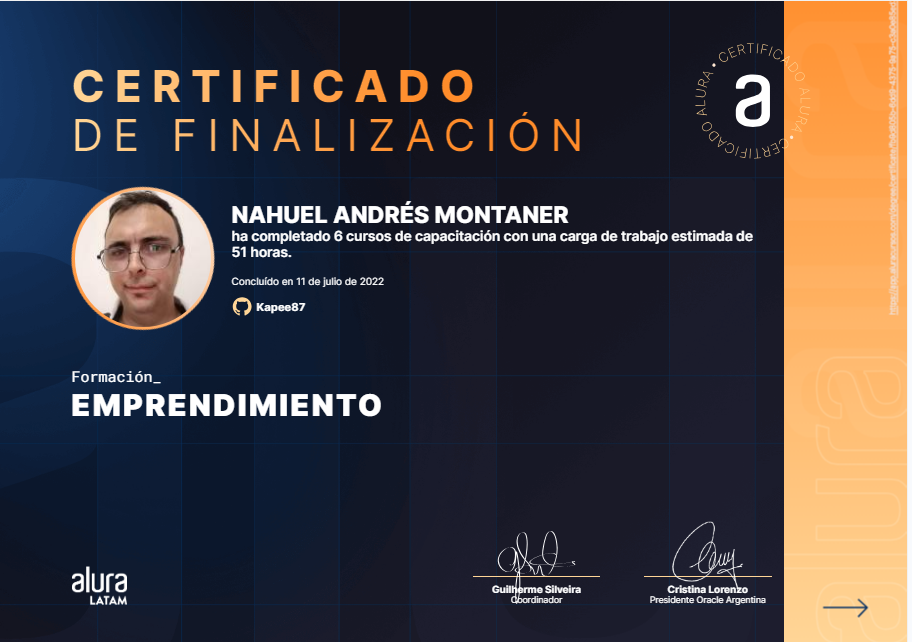 CERTIFICADO
DE FINALIZACIÓN
CERTIFICADO ALURA • CERTIFICADO ALURA •
a
NAHUEL ANDRÉS MONTANER
ha completado 6 cursos de capacitación con una carga de trabajo estimada de
51 horas.
Concluído en 11 de julio de 2022
Kapee87
Formación_
EMPRENDIMIENTO
alura
LATAM
Guilherme Silveira
Coordinador
Cristina Lorenzo
Presidente Oracle Argentina
alura